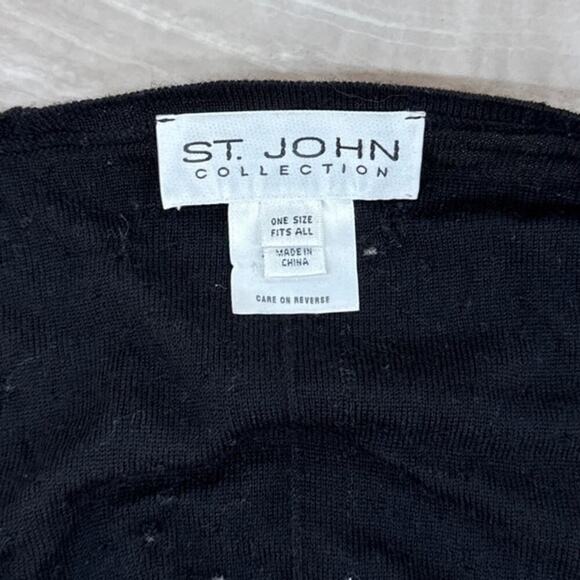 ST. JOHN
COLLECTION
ONE SIZE
FITS ALL
MADE IN
CHINA
CARE ON REVERSE